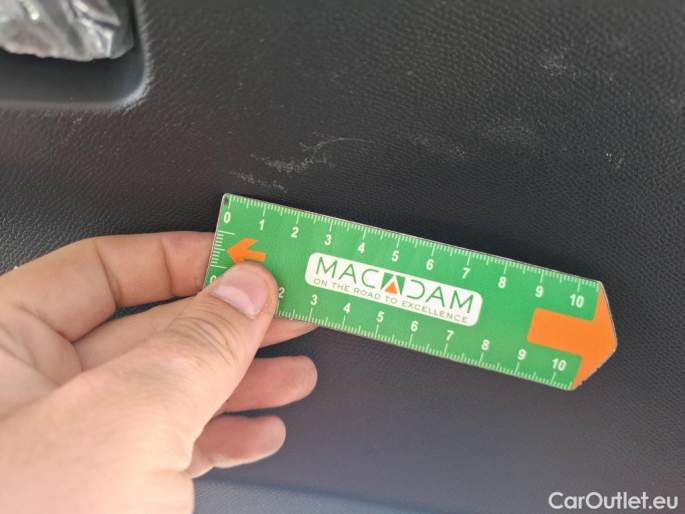 0 1 2 3 4 5 6 7 8 9 10
MACADAM
ON THE ROAD TO EXCELLENCE
0 2 3 4 5 6 7 8 9 10
CarOutlet.eu